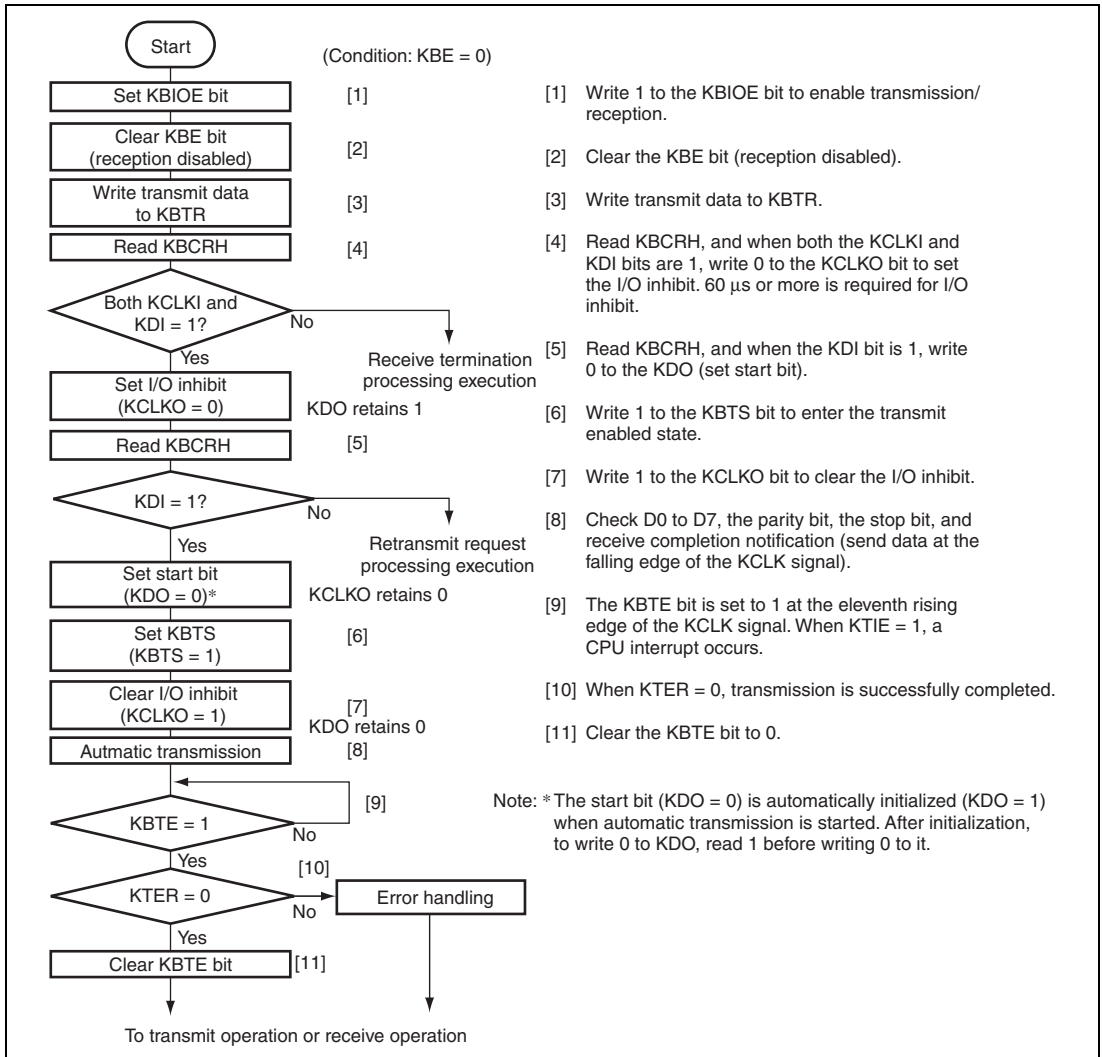 Start
(Condition: KBE = 0)
Set KBIOE bit
[1]
Clear KBE bit
(reception disabled)
[2]
Write transmit data
to KBTR
[3]
Read KBCRH
[4]
Both KCLKI and
KDI = 1?
No
Yes
Receive termination
processing execution
Set I/O inhibit
(KCLKO = 0)
KDO retains 1
Read KBCRH
[5]
KDI = 1?
No
Yes
Retransmit request
processing execution
Set start bit
(KDO = 0)*
KCLKO retains 0
Set KBTS
(KBTS = 1)
[6]
Clear I/O inhibit
(KCLKO = 1)
[7]
KDO retains 0
Autmatic transmission
[8]
KBTE = 1
[9]
No
Yes
[10]
KTER = 0
No
Error handling
Yes
Clear KBTE bit
[11]
To transmit operation or receive operation
[1] Write 1 to the KBIOE bit to enable transmission/
reception.
[2] Clear the KBE bit (reception disabled).
[3] Write transmit data to KBTR.
[4] Read KBCRH, and when both the KCLKI and
KDI bits are 1, write 0 to the KCLKO bit to set
the I/O inhibit. 60 μs or more is required for I/O
inhibit.
[5] Read KBCRH, and when the KDI bit is 1, write
0 to the KDO (set start bit).
[6] Write 1 to the KBTS bit to enter the transmit
enabled state.
[7] Write 1 to the KCLKO bit to clear the I/O inhibit.
[8] Check D0 to D7, the parity bit, the stop bit, and
receive completion notification (send data at the
falling edge of the KCLK signal).
[9] The KBTE bit is set to 1 at the eleventh rising
edge of the KCLK signal. When KTIE = 1, a
CPU interrupt occurs.
[10] When KTER = 0, transmission is successfully completed.
[11] Clear the KBTE bit to 0.
Note: * The start bit (KDO = 0) is automatically initialized (KDO = 1)
when automatic transmission is started. After initialization,
to write 0 to KDO, read 1 before writing 0 to it.